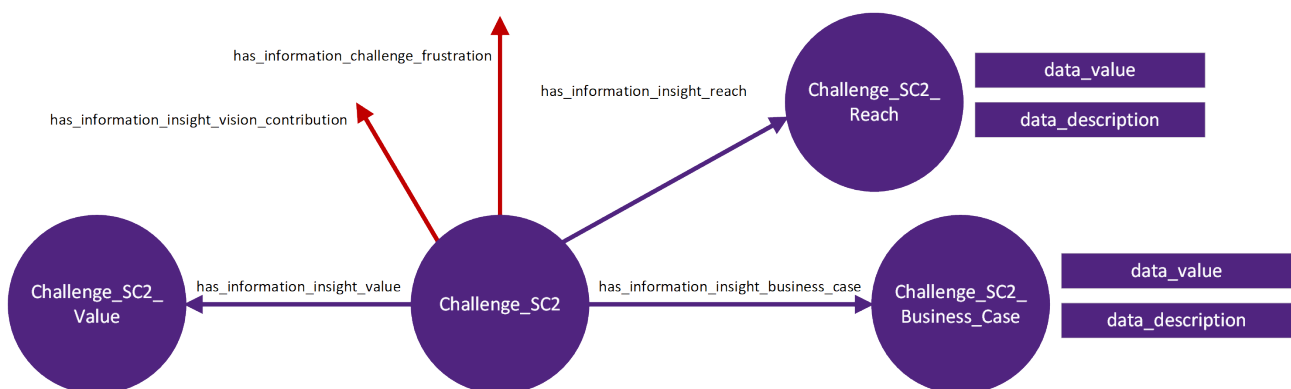 has_information_challenge_frustration
has_information_insight_vision_contribution
has_information_insight_reach
Challenge_SC2_
Reach
data_value
data_description
Challenge_SC2_
Value
has_information_insight_value
Challenge_SC2
has_information_insight_business_case
Challenge_SC2_
Business_Case
data_value
data_description